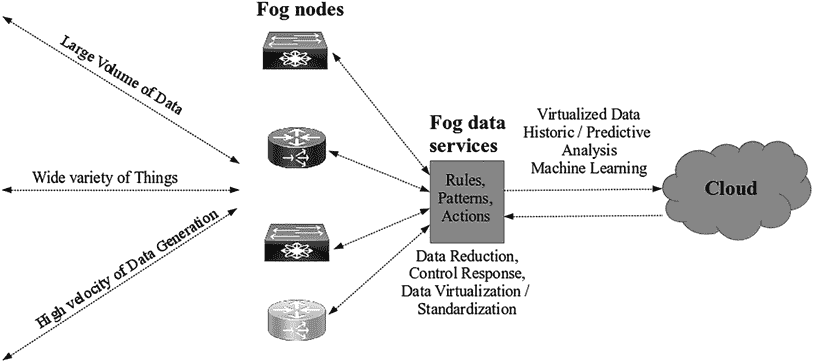 Fog nodes
Large Volume of Data
Wide variety of Things
High velocity of Data Generation
Fog data
services
Rules,
Patterns,
Actions
Data Reduction,
Control Response,
Data Virtualization /
Standardization
Virtualized Data
Historic / Predictive
Analysis
Machine Learning
Cloud